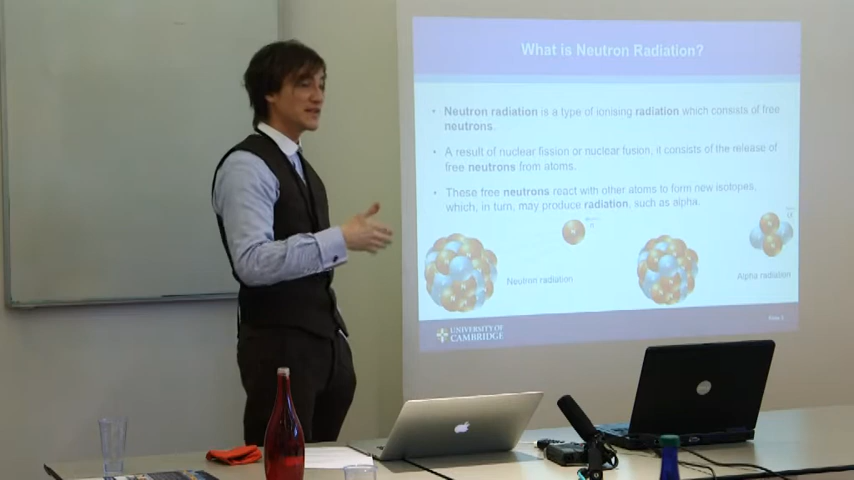 What is Neutron Radiation?
• Neutron radiation is a type of ionising radiation which consists of free
neutrons.
• A result of nuclear fission or nuclear fusion, it consists of the release of
free neutrons from atoms.
• These free neutrons react with other atoms to form new isotopes,
which, in turn, may produce radiation, such as alpha.
Neutron radiation
Alpha radiation
UNIVERSITY OF
CAMBRIDGE